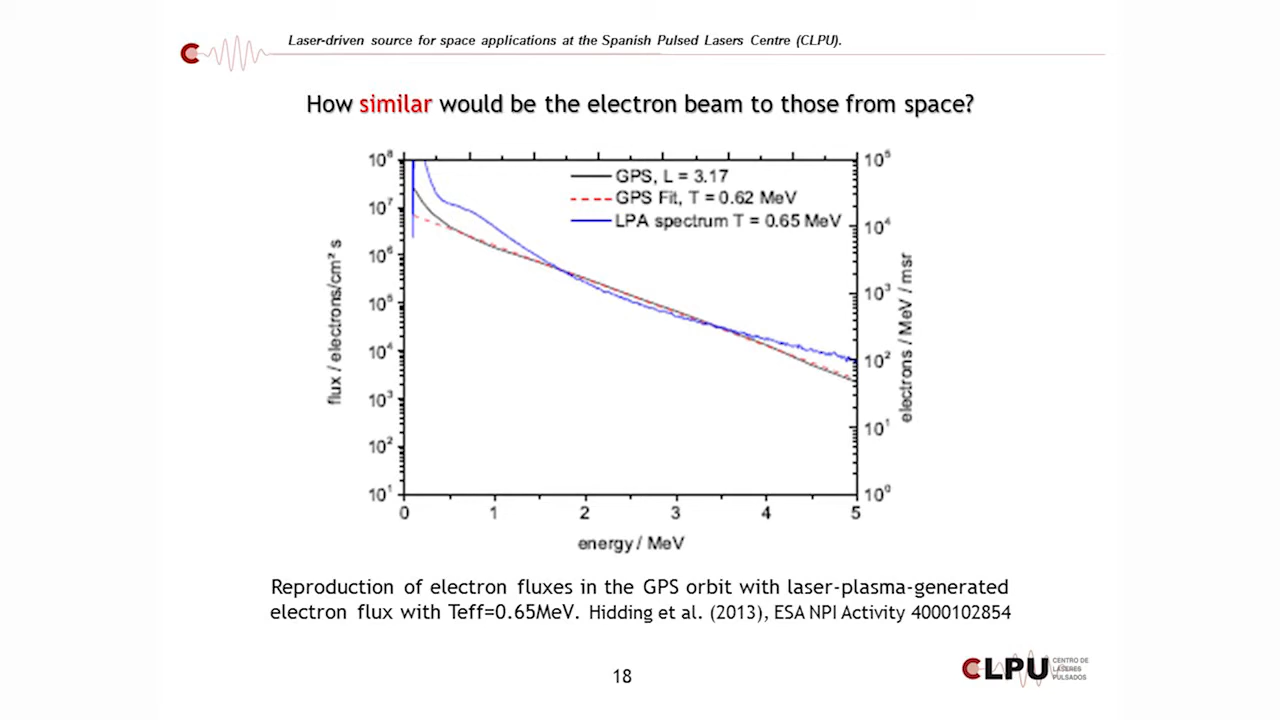 Laser-driven source for space applications at the Spanish Pulsed Lasers Centre (CLPU).
How similar would be the electron beam to those from space?
GPS, L = 3.17
GPS Fit, T = 0.62 MeV
LPA spectrum T = 0.65 MeV
flux / electrons/cm² s
10⁸
10⁷
10⁶
10⁵
10⁴
10³
10²
10¹
10⁵
10⁴
10³
10²
10¹
10⁰
electrons / MeV / msr
0 1 2 3 4 5
energy / MeV
Reproduction of electron fluxes in the GPS orbit with laser-plasma-generated
electron flux with Teff=0.65MeV. Hidding et al. (2013), ESA NPI Activity 4000102854
18
CLPU
CENTRO DE
LÁSERES
PULSADOS